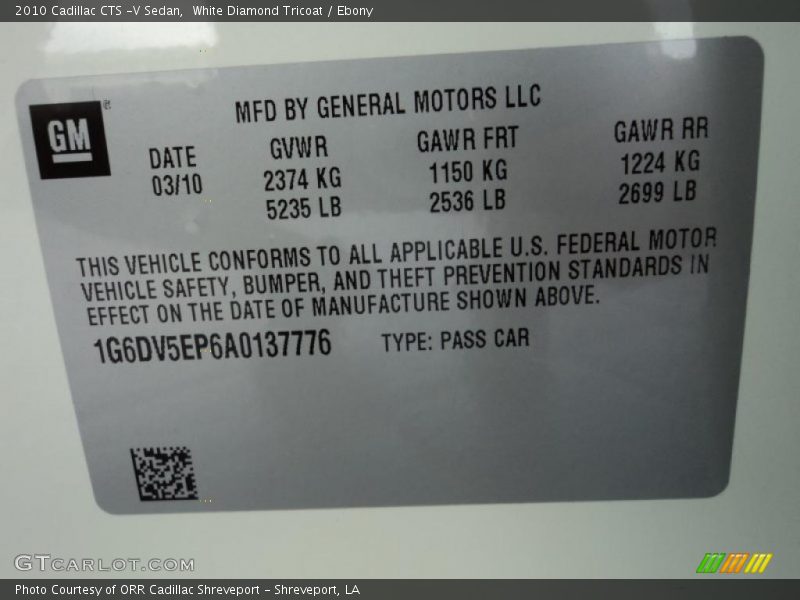 2010 Cadillac CTS -V Sedan, White Diamond Tricoat / Ebony
MFD BY GENERAL MOTORS LLC
GM
DATE GVWR GAWR FRT GAWR RR
03/10 2374 KG 1150 KG 1224 KG
5235 LB 2536 LB 2699 LB
THIS VEHICLE CONFORMS TO ALL APPLICABLE U.S. FEDERAL MOTOR
VEHICLE SAFETY, BUMPER, AND THEFT PREVENTION STANDARDS IN
EFFECT ON THE DATE OF MANUFACTURE SHOWN ABOVE.
1G6DV5EP6A0137776 TYPE: PASS CAR
GTCARLOT.COM
Photo Courtesy of ORR Cadillac Shreveport - Shreveport, LA